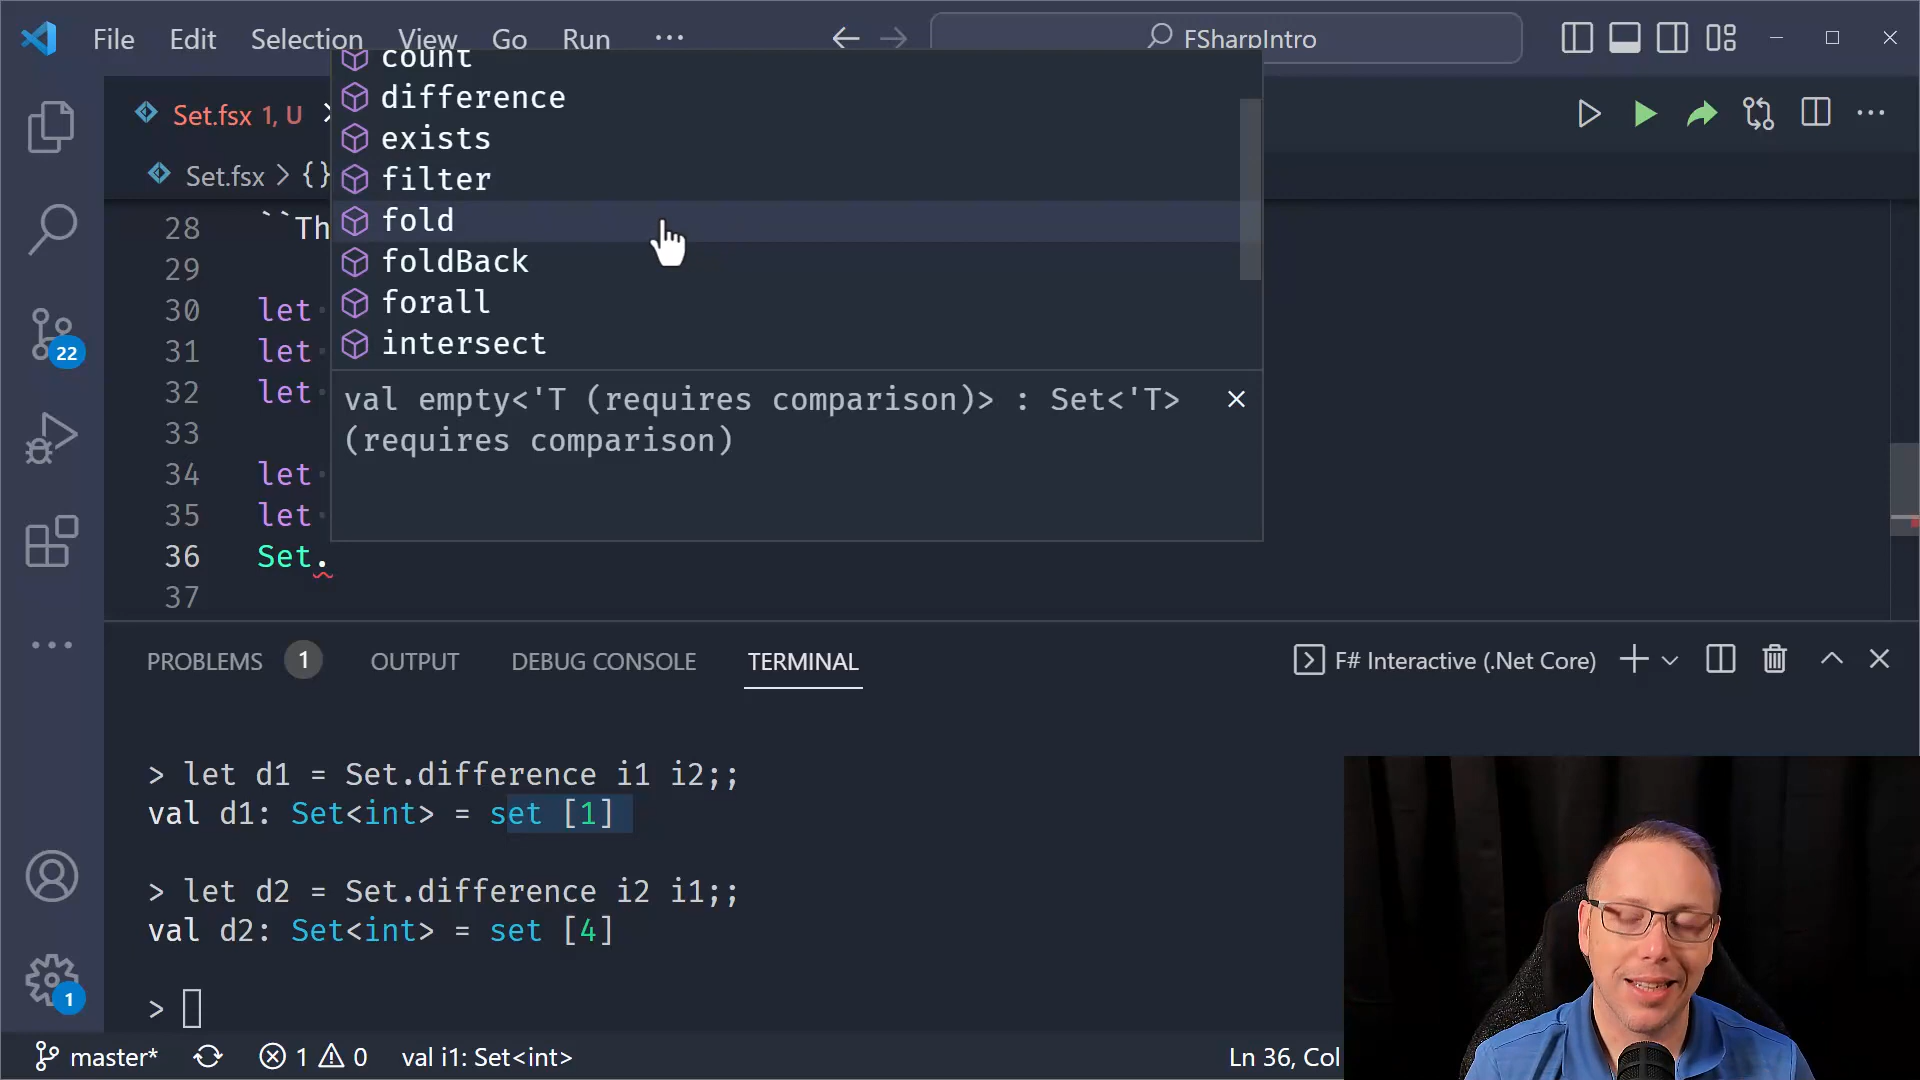 File Edit Selection View Go Run ··· FSharpIntro
Set.fsx 1, U
Set.fsx > {}
count
difference
exists
filter
fold
foldBack
forall
intersect
val empty<'T (requires comparison)> : Set<'T>
(requires comparison)
28 ``Th
29
30 let
31 let
32 let
33
34 let
35 let
36 Set.
37
22
1
PROBLEMS 1 OUTPUT DEBUG CONSOLE TERMINAL F# Interactive (.Net Core)
> let d1 = Set.difference i1 i2;;
val d1: Set<int> = set [1]
> let d2 = Set.difference i2 i1;;
val d2: Set<int> = set [4]
>
master* 1 0 val i1: Set<int> Ln 36, Col